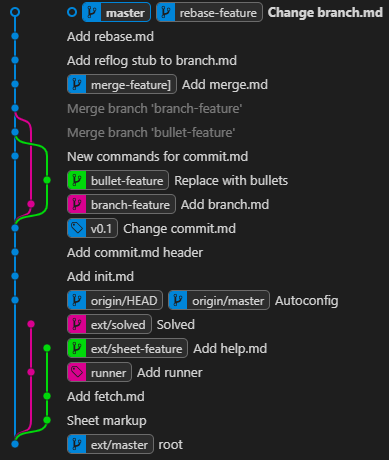 master rebase-feature Change branch.md
Add rebase.md
Add reflog stub to branch.md
merge-feature] Add merge.md
Merge branch 'branch-feature'
Merge branch 'bullet-feature'
New commands for commit.md
bullet-feature Replace with bullets
branch-feature Add branch.md
v0.1 Change commit.md
Add commit.md header
Add init.md
origin/HEAD origin/master Autoconfig
ext/solved Solved
ext/sheet-feature Add help.md
runner Add runner
Add fetch.md
Sheet markup
ext/master root